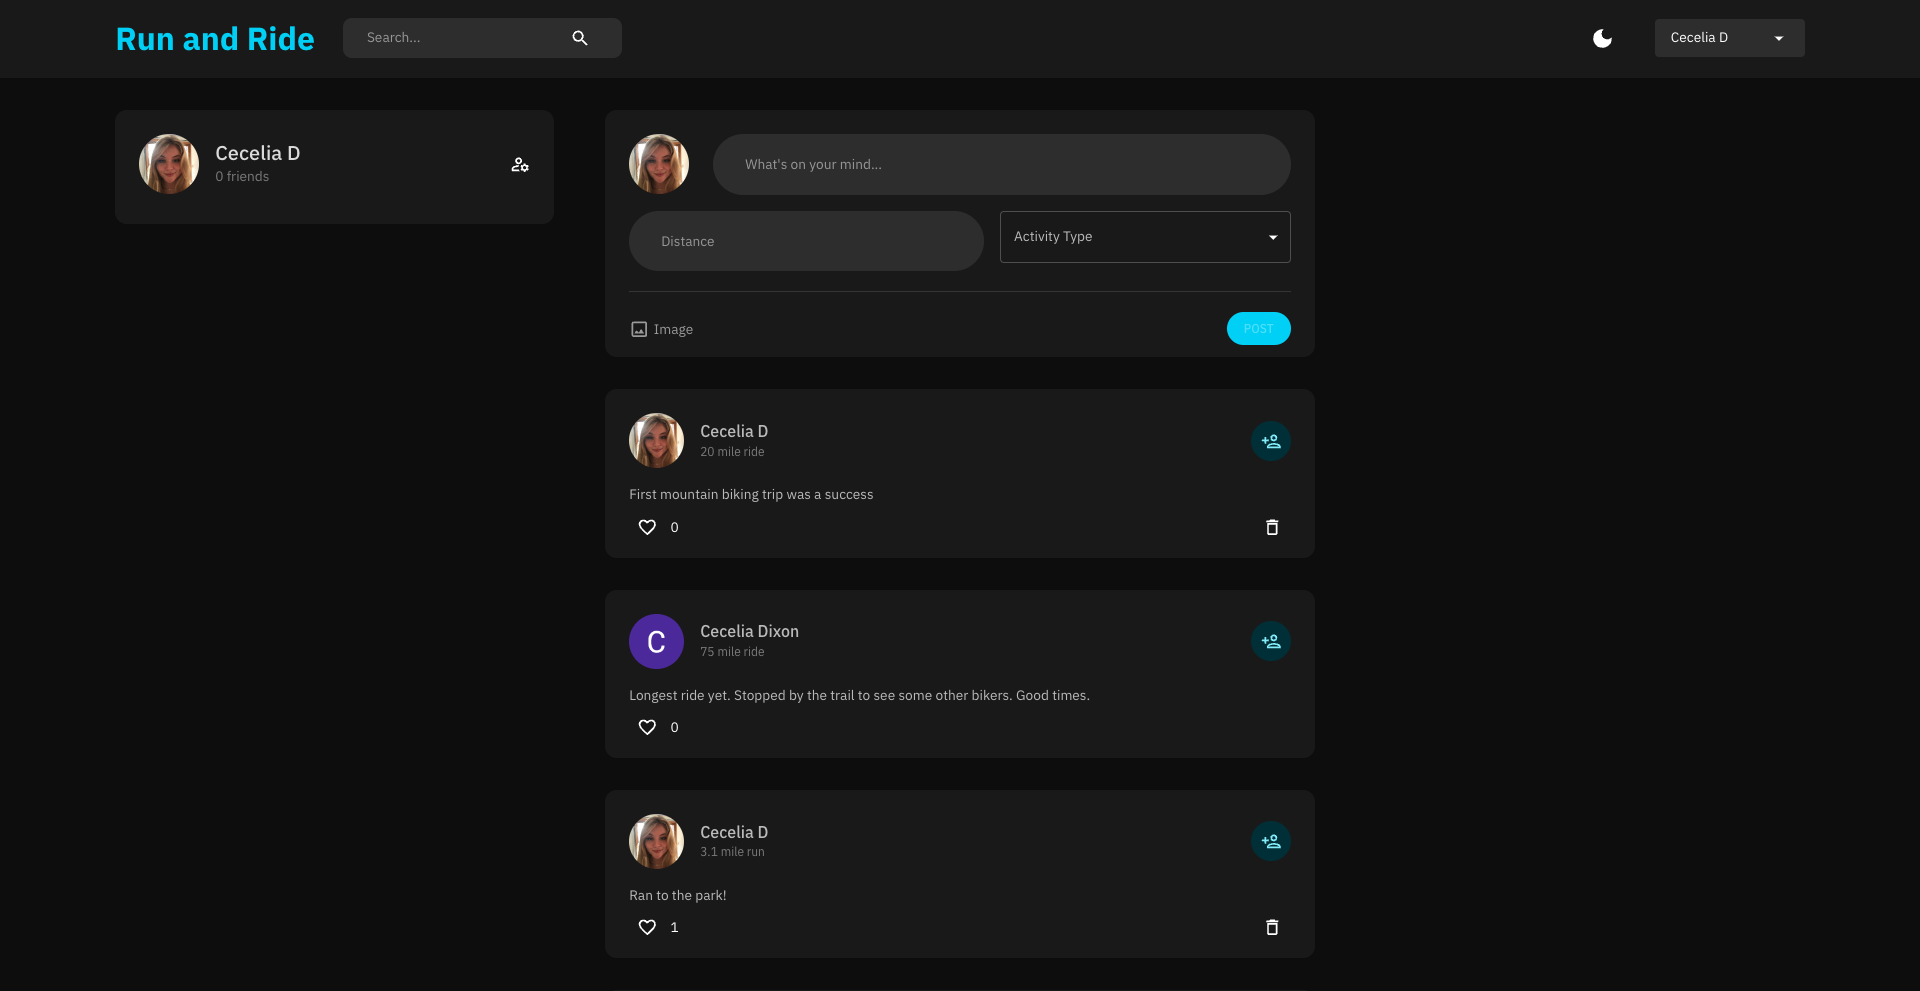 Run and Ride
Search...
Cecelia D
Cecelia D
0 friends
What's on your mind...
Distance
Activity Type
Image
POST
Cecelia D
20 mile ride
First mountain biking trip was a success
0
C
Cecelia Dixon
75 mile ride
Longest ride yet. Stopped by the trail to see some other bikers. Good times.
0
Cecelia D
3.1 mile run
Ran to the park!
1